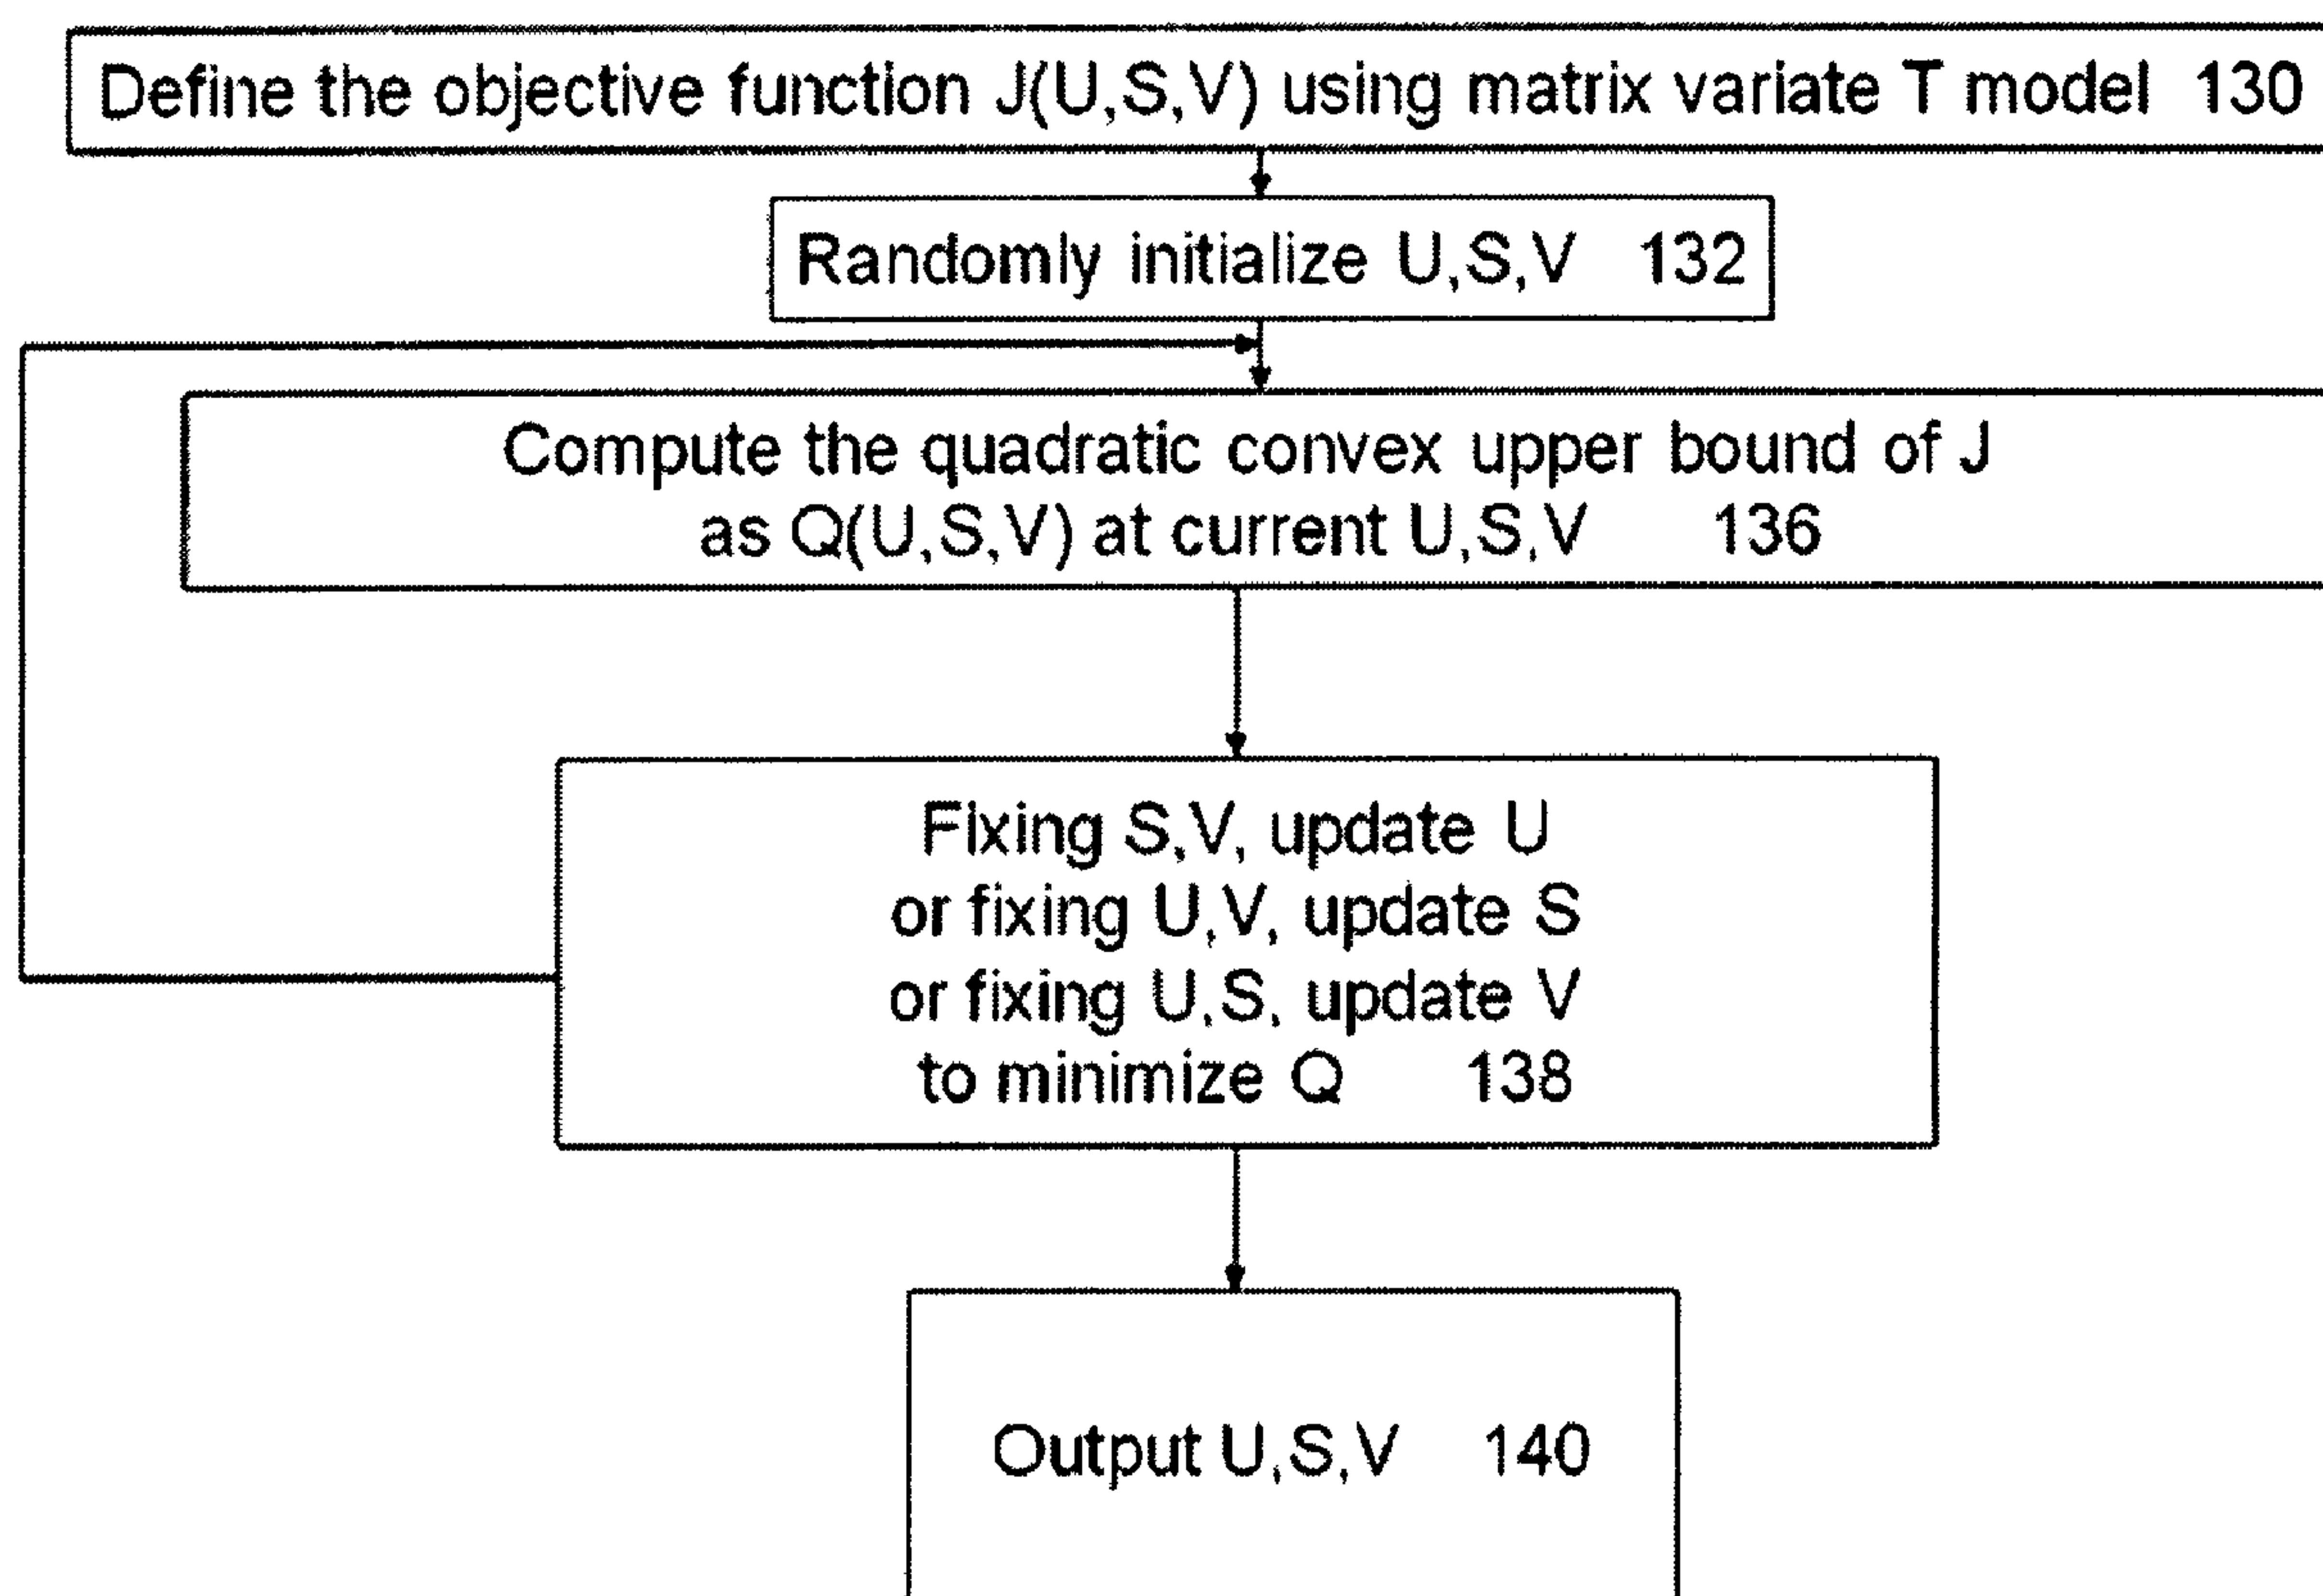 Define the objective function J(U,S,V) using matrix variate T model 130
Randomly initialize U,S,V 132
Compute the quadratic convex upper bound of J
as Q(U,S,V) at current U,S,V 136
Fixing S,V, update U
or fixing U,V, update S
or fixing U,S, update V
to minimize Q 138
Output U,S,V 140